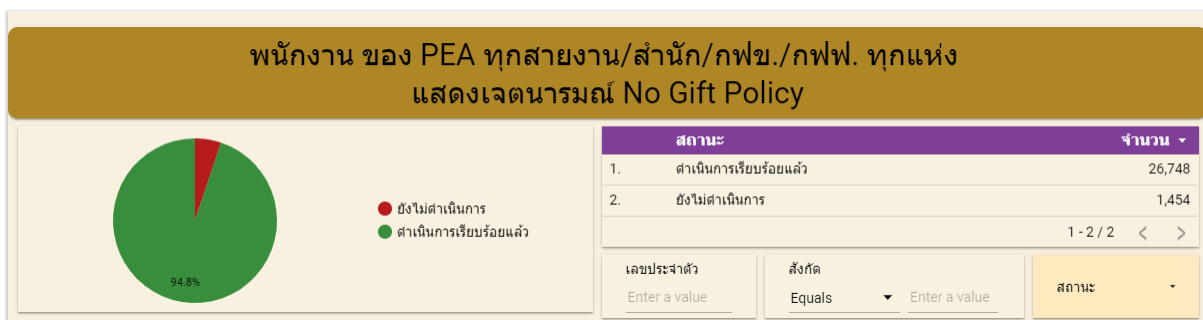 พนักงาน ของ PEA ทุกสายงาน/สำนัก/กฟข./กฟฟ. ทุกแห่ง
แสดงเจตนารมณ์ No Gift Policy
94.8%
ยังไม่ดำเนินการ
ดำเนินการเรียบร้อยแล้ว
สถานะ จำนวน
1. ดำเนินการเรียบร้อยแล้ว 26,748
2. ยังไม่ดำเนินการ 1,454
1 - 2 / 2
เลขประจำตัว
Enter a value
สังกัด
Equals Enter a value
สถานะ